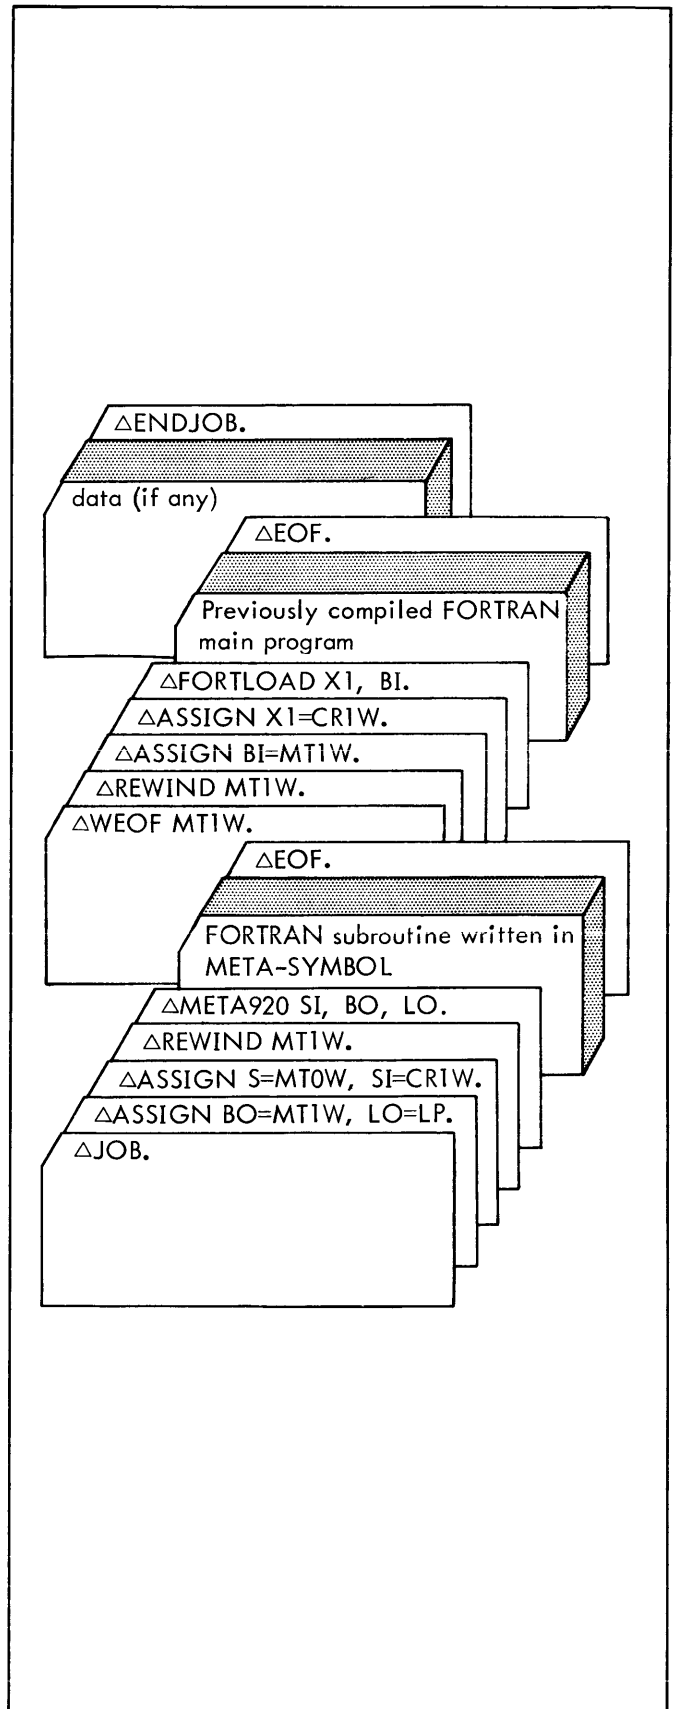 △ENDJOB.
data (if any)
△EOF.
Previously compiled FORTRAN
main program
△FORTLOAD X1, BI.
△ASSIGN X1=CR1W.
△ASSIGN BI=MT1W.
△REWIND MT1W.
△WEOF MT1W.
△EOF.
FORTRAN subroutine written in
META-SYMBOL
△META920 SI, BO, LO.
△REWIND MT1W.
△ASSIGN S=MT0W, SI=CR1W.
△ASSIGN BO=MT1W, LO=LP.
△JOB.